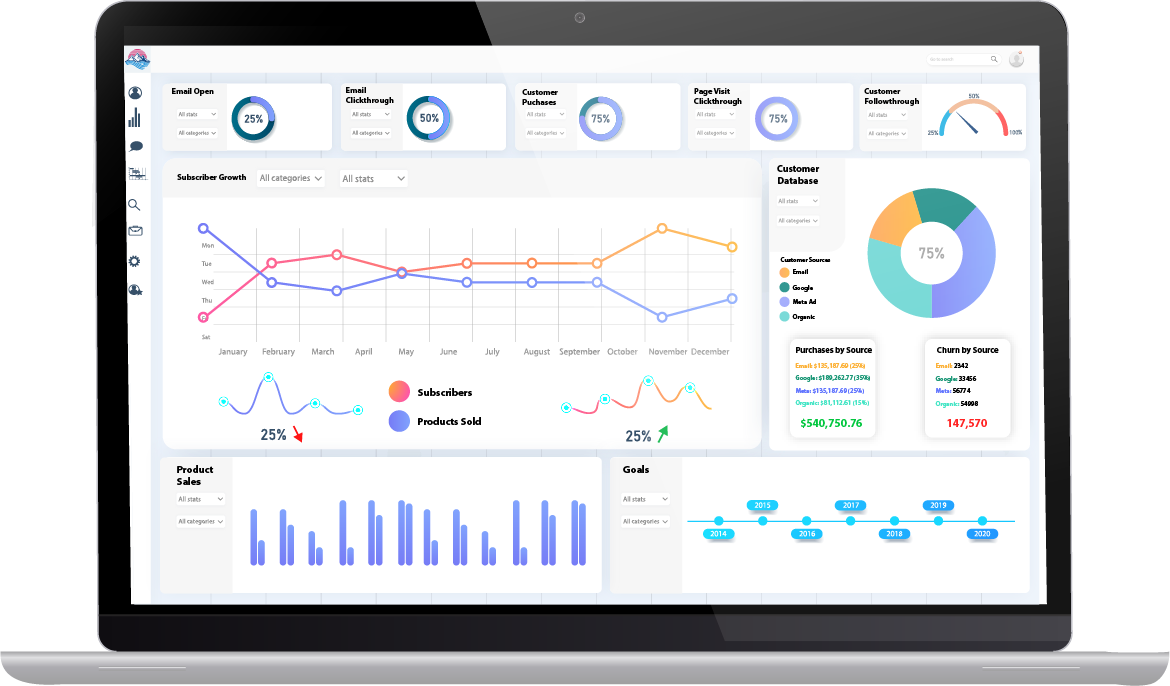 Go to search
Email Open
All stats
All categories
25%
Email
Clickthrough
All stats
All categories
50%
Customer
Puchases
All stats
All categories
75%
Page Visit
Clickthrough
All stats
All categories
75%
Customer
Followthrough
All stats
All categories
25%
50%
100%
Subscriber Growth
All categories
All stats
Mon
Tue
Wed
Thu
Sat
January February March April May June July August September October November December
25%
Subscribers
Products Sold
25%
Customer
Database
All stats
All categories
Customer Sources
Email
Google
Meta Ad
Organic
75%
Purchases by Source
Email: $135,187.69 (25%)
Google: $189,262.77 (35%)
Meta: $135,187.69 (25%)
Organic: $81,112.61 (15%)
$540,750.76
Churn by Source
Email: 2342
Google: 33456
Meta: 56774
Organic: 54998
147,570
Product
Sales
All stats
All categories
Goals
All stats
All categories
2015 2017 2019
2014 2016 2018 2020